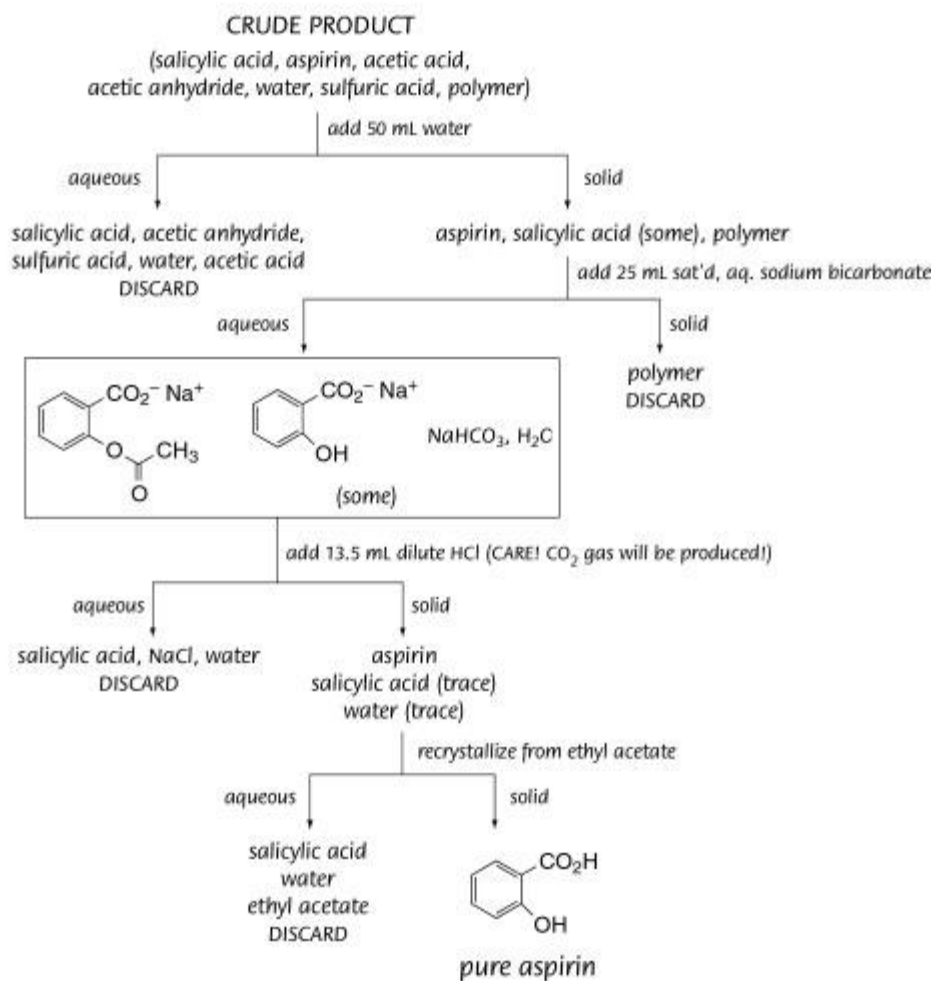 CRUDE PRODUCT
(salicylic acid, aspirin, acetic acid,
acetic anhydride, water, sulfuric acid, polymer)
add 50 mL water
aqueous
solid
salicylic acid, acetic anhydride,
sulfuric acid, water, acetic acid
DISCARD
aspirin, salicylic acid (some), polymer
add 25 mL sat'd, aq. sodium bicarbonate
aqueous
solid
polymer
DISCARD
CO₂⁻ Na⁺
O
CH₃
O
CO₂⁻ Na⁺
OH
(some)
NaHCO₃, H₂C
add 13.5 mL dilute HCl (CARE! CO₂ gas will be produced!)
aqueous
solid
salicylic acid, NaCl, water
DISCARD
aspirin
salicylic acid (trace)
water (trace)
recrystallize from ethyl acetate
aqueous
solid
salicylic acid
water
ethyl acetate
DISCARD
CO₂H
OH
pure aspirin